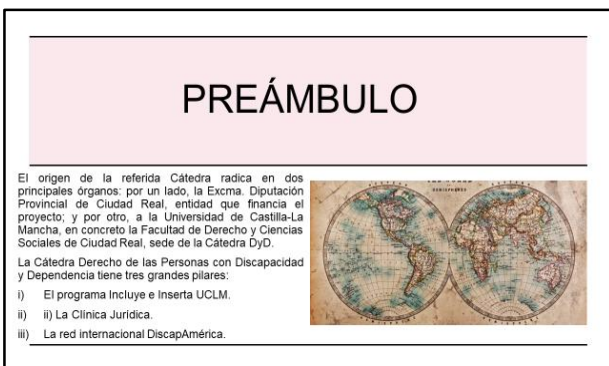 PREÁMBULO
El origen de la referida Cátedra radica en dos
principales órganos: por un lado, la Excma. Diputación
Provincial de Ciudad Real, entidad que financia el
proyecto; y por otro, a la Universidad de Castilla-La
Mancha, en concreto la Facultad de Derecho y Ciencias
Sociales de Ciudad Real, sede de la Cátedra DyD.
La Cátedra Derecho de las Personas con Discapacidad
y Dependencia tiene tres grandes pilares:
i) El programa Incluye e Inserta UCLM.
ii) ii) La Clínica Jurídica.
iii) La red internacional DiscapAmérica.
HEMISPHERES